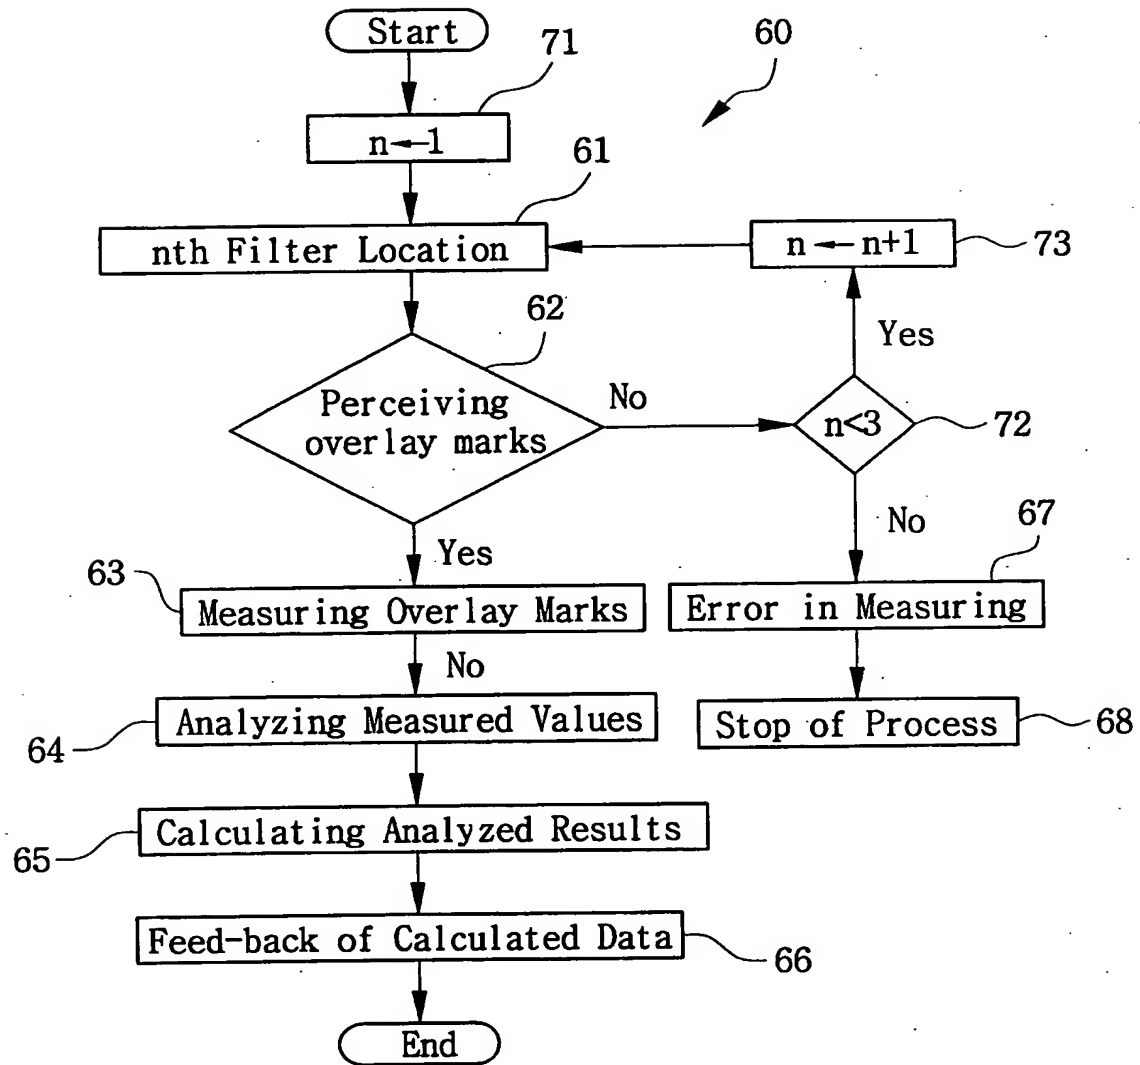 Start
60
71
n←1
61
nth Filter Location
n ← n+1
73
62
Yes
Perceiving
overlay marks
No
n<3
72
No
67
Yes
63
Measuring Overlay Marks
Error in Measuring
No
64
Analyzing Measured Values
Stop of Process
68
65
Calculating Analyzed Results
Feed-back of Calculated Data
66
End